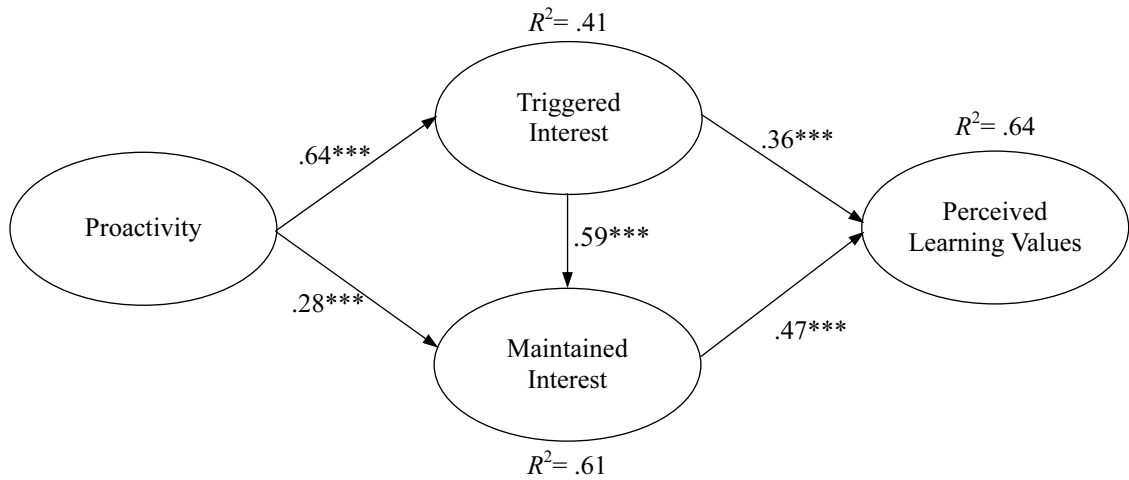 R²= .41
Triggered
Interest
R²= .64
.64***
.36***
Proactivity
Perceived
Learning Values
.59***
.28***
.47***
Maintained
Interest
R²= .61